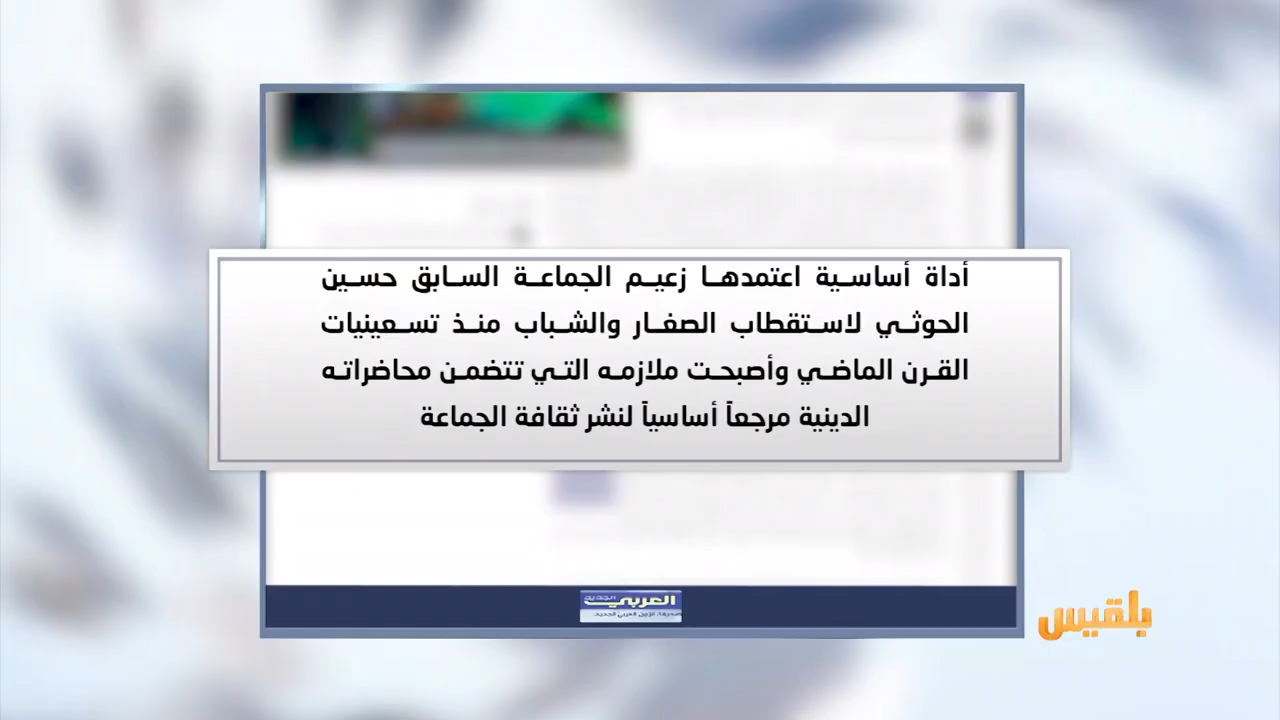 أداة أساسية اعتمدها زعيم الجماعة السابق حسين
الحوثي لاستقطاب الصغار والشباب منذ تسعينيات
القرن الماضي وأصبحت ملازمه التي تتضمن محاضراته
الدينية مرجعاً أساسياً لنشر ثقافة الجماعة
العربي الجديد
بلقيس